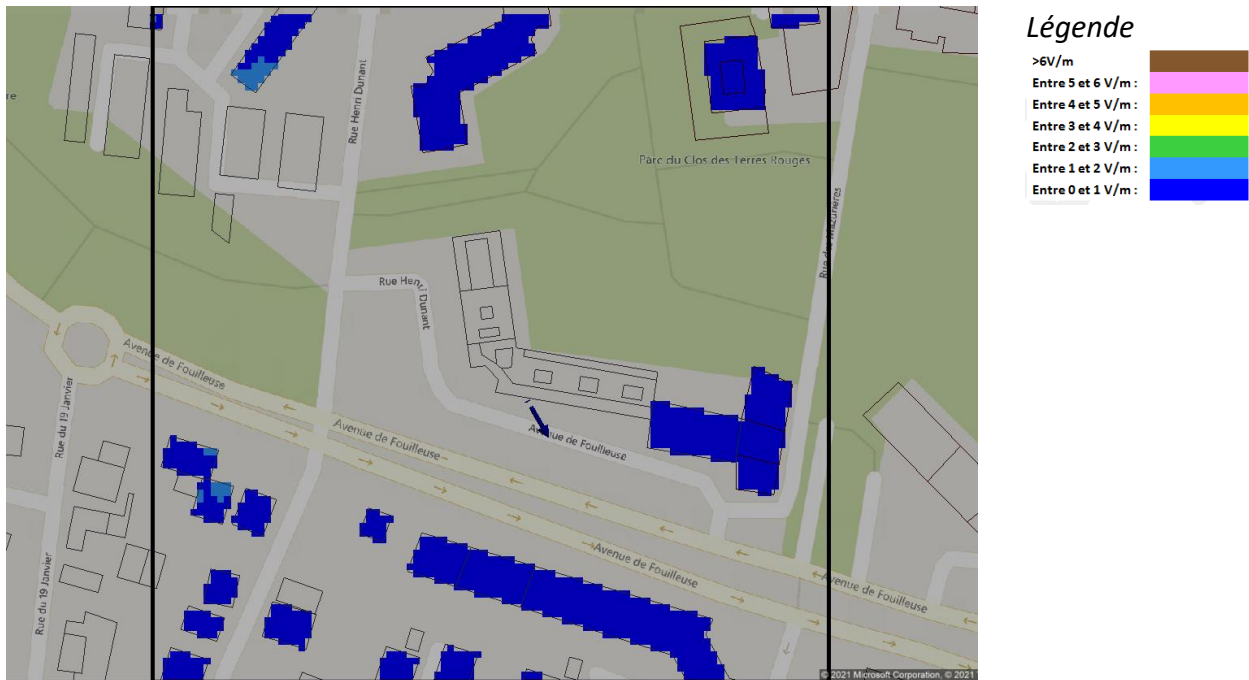 Légende
>6V/m
Entre 5 et 6 V/m :
Entre 4 et 5 V/m :
Entre 3 et 4 V/m :
Entre 2 et 3 V/m :
Entre 1 et 2 V/m :
Entre 0 et 1 V/m :
re
Rue Henri Dunant
Parc du Clos des Terres Rouges
Rue Henri
Dunant
Avenue de Fouilleuse
Rue du 19 Janvier
Avenue de Fouilleuse
Avenue de Fouilleuse
Avenue de Fouilleuse
Avenue de Fouilleuse
Rue du 19 Janvier
© 2021 Microsoft Corporation, © 2021